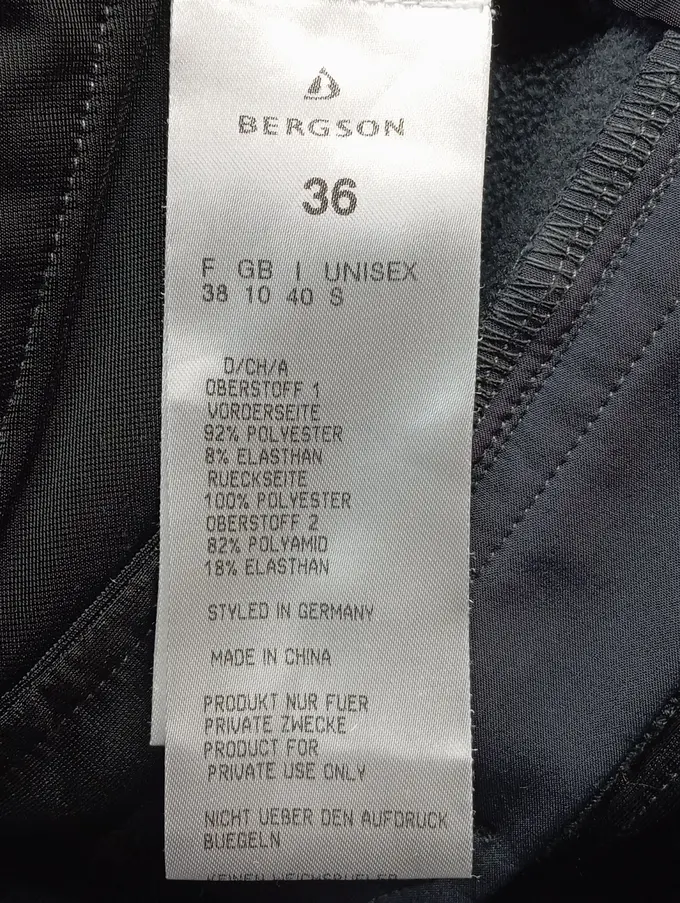 BERGSON
36
F GB I UNISEX
38 10 40 S
D/CH/A
OBERSTOFF 1
VORDERSEITE
92% POLYESTER
8% ELASTHAN
RUECKSEITE
100% POLYESTER
OBERSTOFF 2
82% POLYAMID
18% ELASTHAN
STYLED IN GERMANY
MADE IN CHINA
PRODUKT NUR FUER
PRIVATE ZWECKE
PRODUCT FOR
PRIVATE USE ONLY
NICHT UEBER DEN AUFDRUCK
BUEGELN
KEINEN WEICHSPUELER